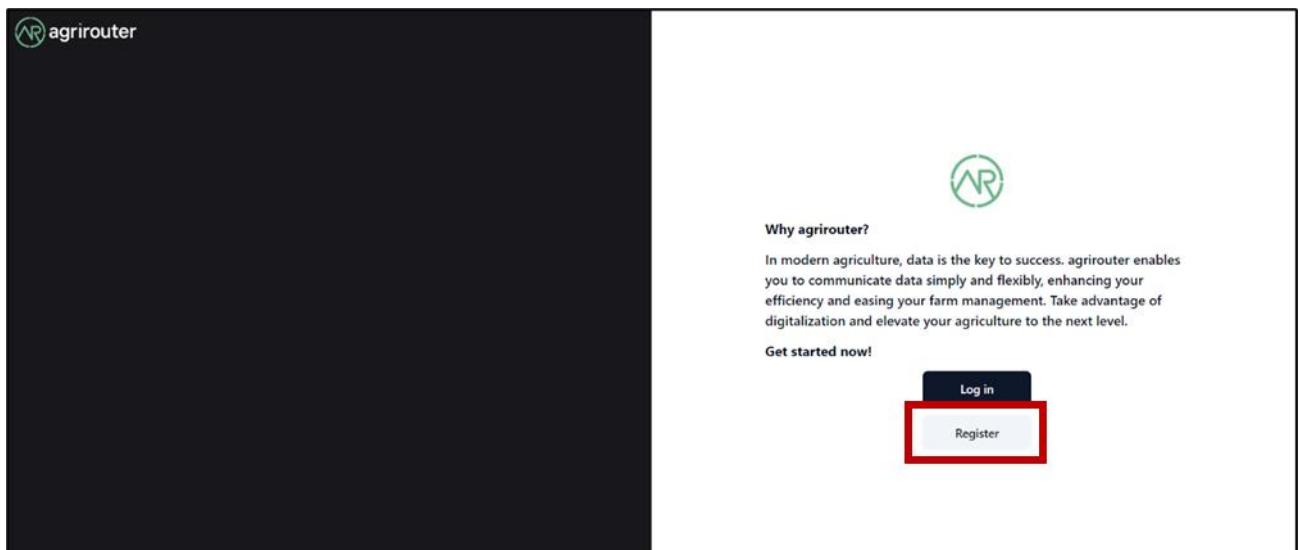 agrirouter
AR
Why agrirouter?
In modern agriculture, data is the key to success. agrirouter enables
you to communicate data simply and flexibly, enhancing your
efficiency and easing your farm management. Take advantage of
digitalization and elevate your agriculture to the next level.
Get started now!
Log in
Register